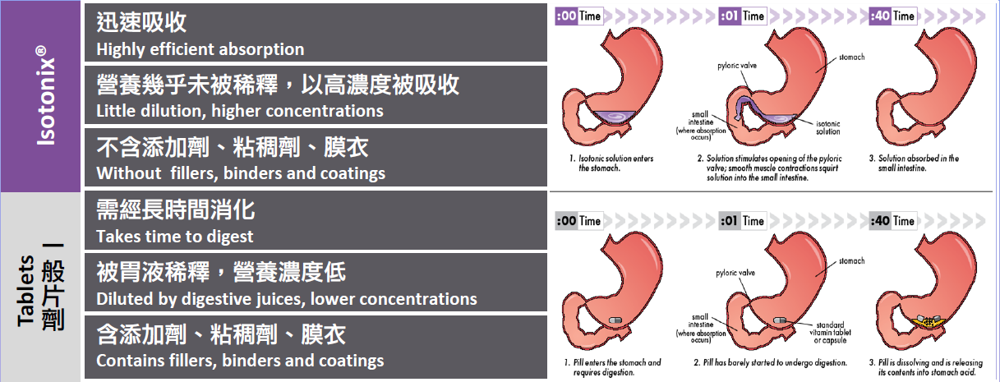 Isotonix®
迅速吸收
Highly efficient absorption
營養幾乎未被稀釋，以高濃度被吸收
Little dilution, higher concentrations
不含添加劑、粘稠劑、膜衣
Without  fillers, binders and coatings
:00 Time
:01 Time
:40 Time
pyloric valve
stomach
small
intestine
(where absorption
occurs)
isotonic
solution
1. Isotonic solution enters
the stomach.
2. Solution stimulates opening of the pyloric
valve; smooth muscle contractions squirt
solution into the small intestine.
3. Solution absorbed in the
small intestine.
一般片劑
Tablets
需經長時間消化
Takes time to digest
被胃液稀釋，營養濃度低
Diluted by digestive juices, lower concentrations
含添加劑、粘稠劑、膜衣
Contains fillers, binders and coatings
:00 Time
:01 Time
:40 Time
pyloric valve
stomach
small
intestine
(where absorption
occurs)
standard
vitamin tablet
or capsule
1. Pill enters the stomach and
requires digestion.
2. Pill has barely started to undergo digestion.
3. Pill is dissolving and is releasing
its contents into stomach acid.